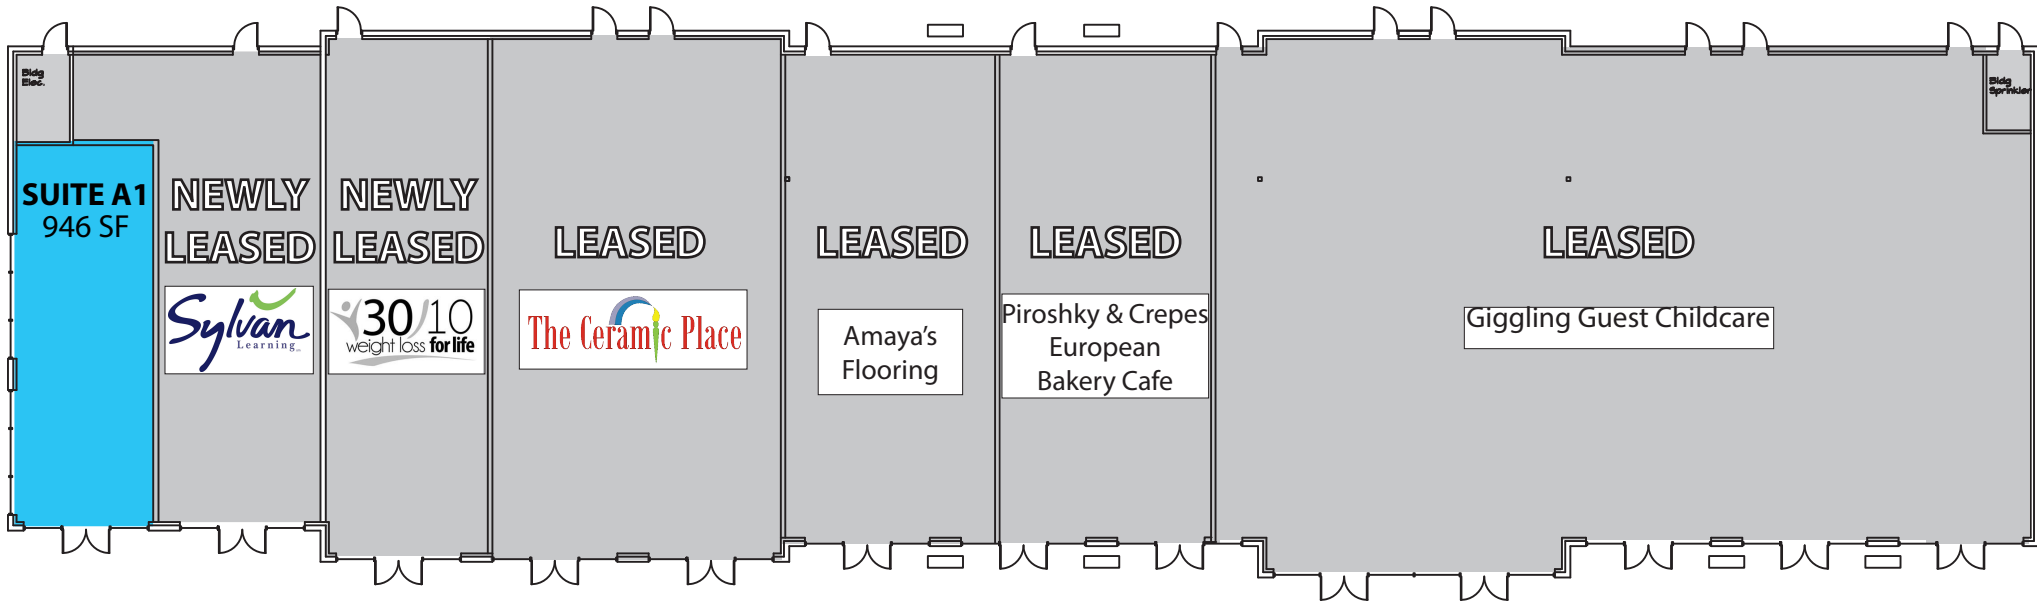 Bldg
Elec.
SUITE A1
946 SF
NEWLY
LEASED
Sylvan
Learning
NEWLY
LEASED
30/10
weight loss for life
LEASED
The Ceramic Place
LEASED
Amaya's
Flooring
LEASED
Piroshky & Crepes
European
Bakery Cafe
LEASED
Giggling Guest Childcare
Bldg
Sprinkler